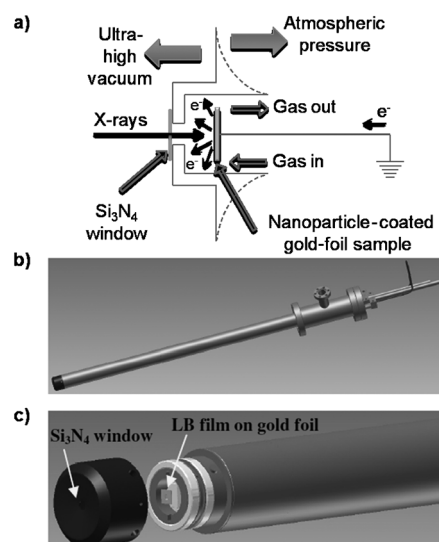 a)
Ultra-
high
vacuum
Atmospheric
pressure
X-rays
e-
Gas out
e-
e-
Gas in
Si3N4
window
Nanoparticle-coated
gold-foil sample
b)
c)
Si3N4 window
LB film on gold foil